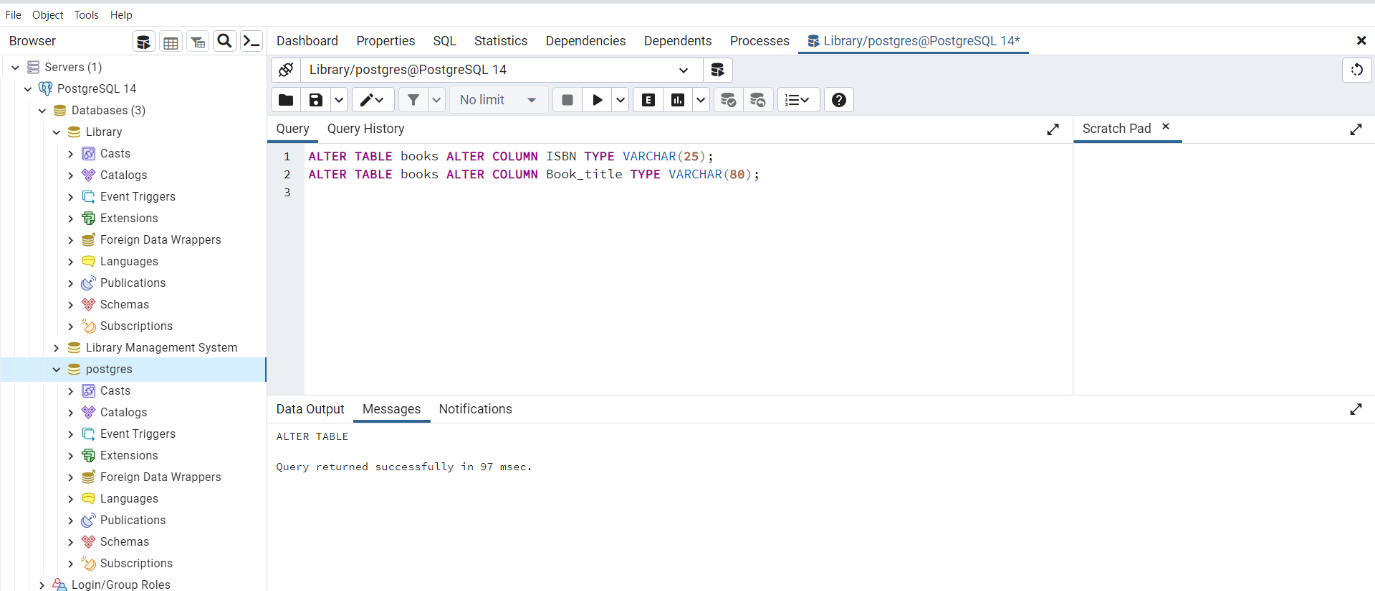 File Object Tools Help
Browser
Servers (1)
PostgreSQL 14
Databases (3)
Library
Casts
Catalogs
Event Triggers
Extensions
Foreign Data Wrappers
Languages
Publications
Schemas
Subscriptions
Library Management System
postgres
Casts
Catalogs
Event Triggers
Extensions
Foreign Data Wrappers
Languages
Publications
Schemas
Subscriptions
Login/Group Roles
Dashboard Properties SQL Statistics Dependencies Dependents Processes Library/postgres@PostgreSQL 14*
Library/postgres@PostgreSQL 14
No limit E
Query Query History
1 ALTER TABLE books ALTER COLUMN ISBN TYPE VARCHAR(25);
2 ALTER TABLE books ALTER COLUMN Book_title TYPE VARCHAR(80);
3
Scratch Pad
Data Output Messages Notifications
ALTER TABLE
Query returned successfully in 97 msec.